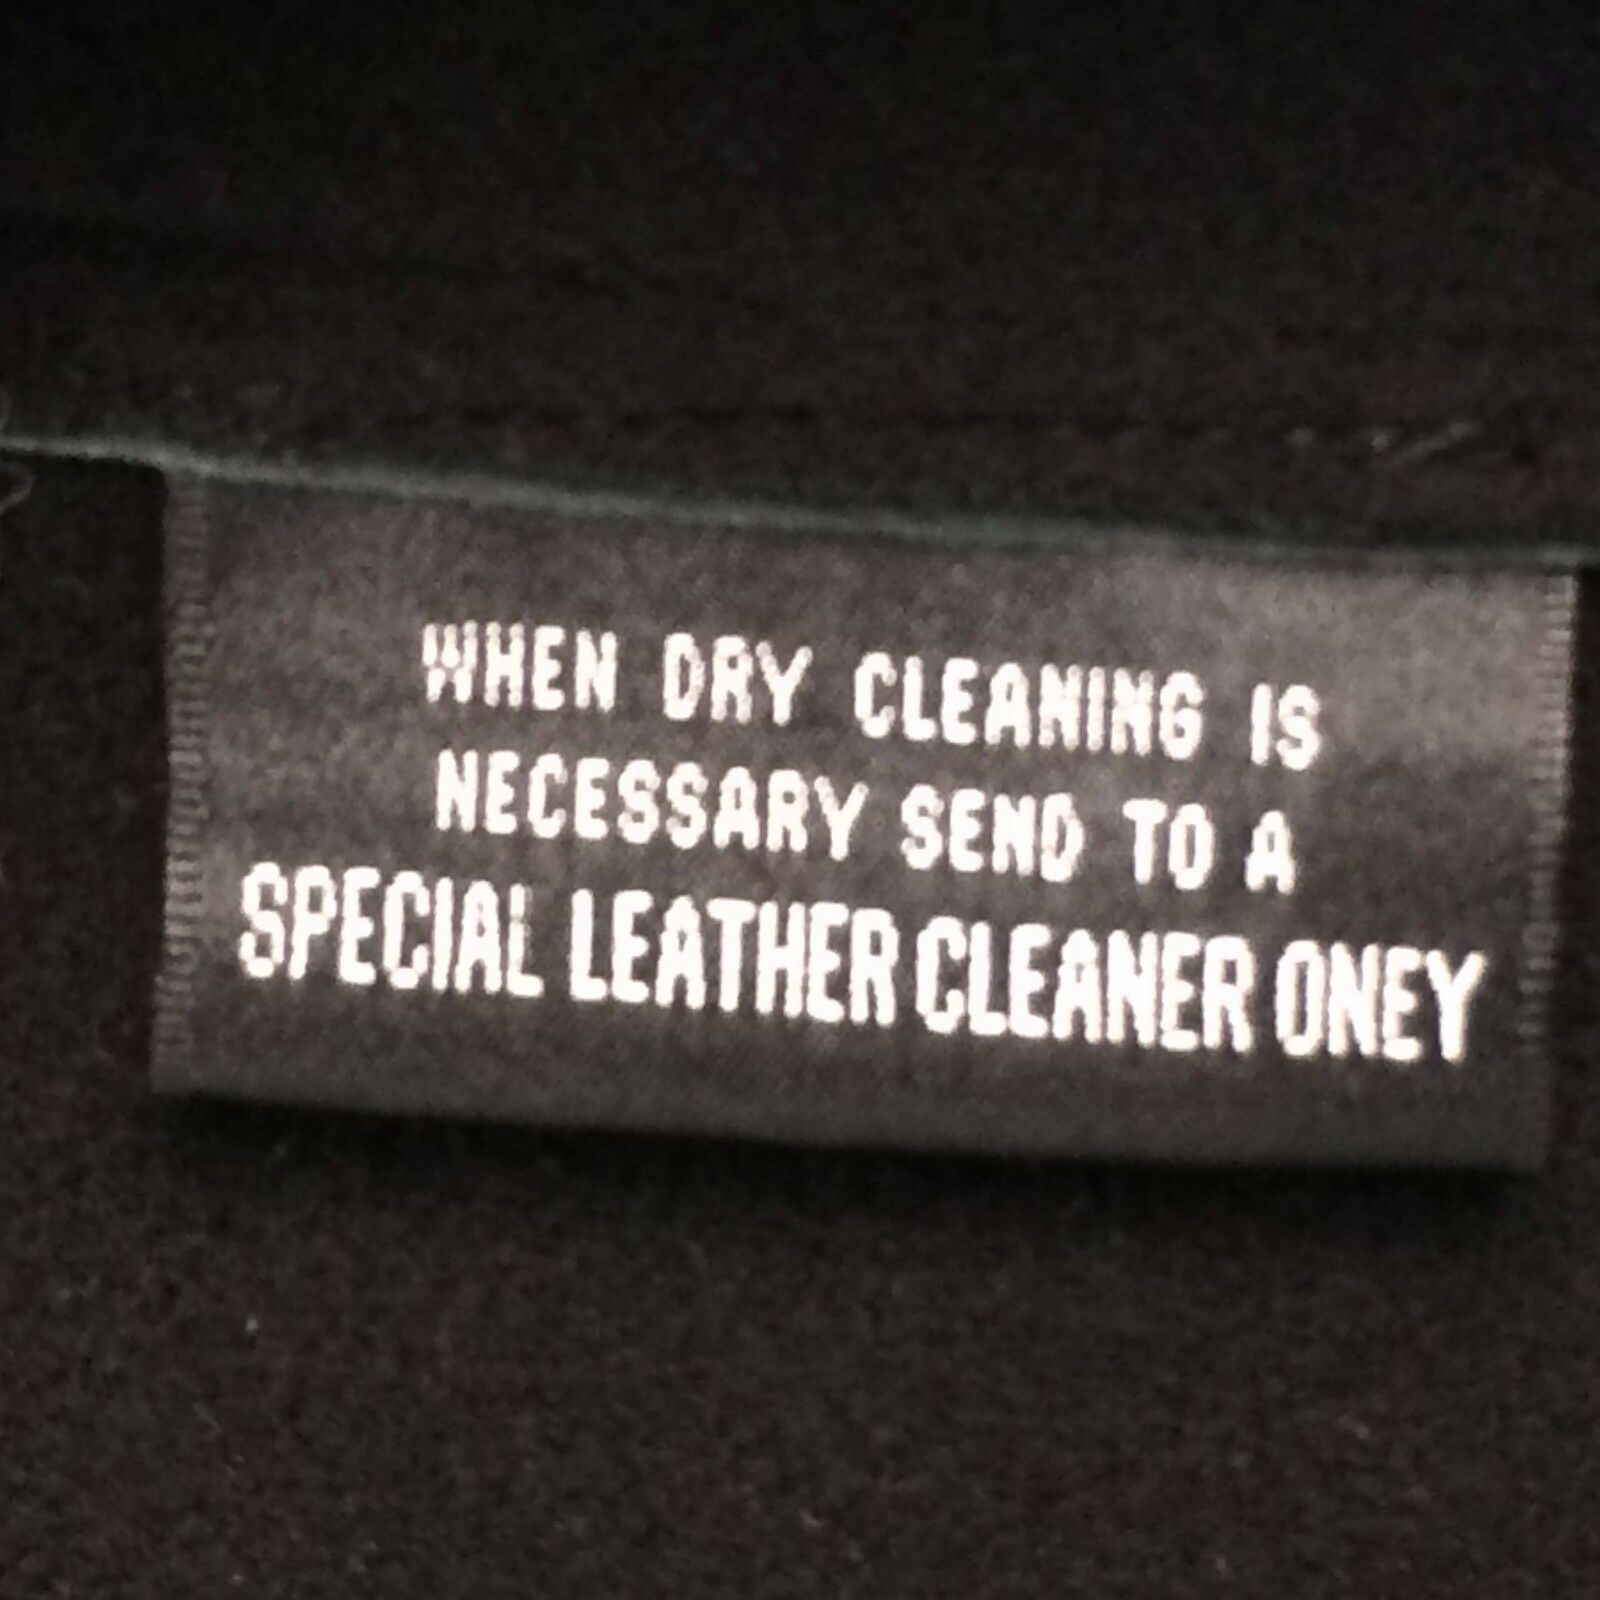 WHEN DRY CLEANING IS
NECESSARY SEND TO A
SPECIAL LEATHER CLEANER ONEY